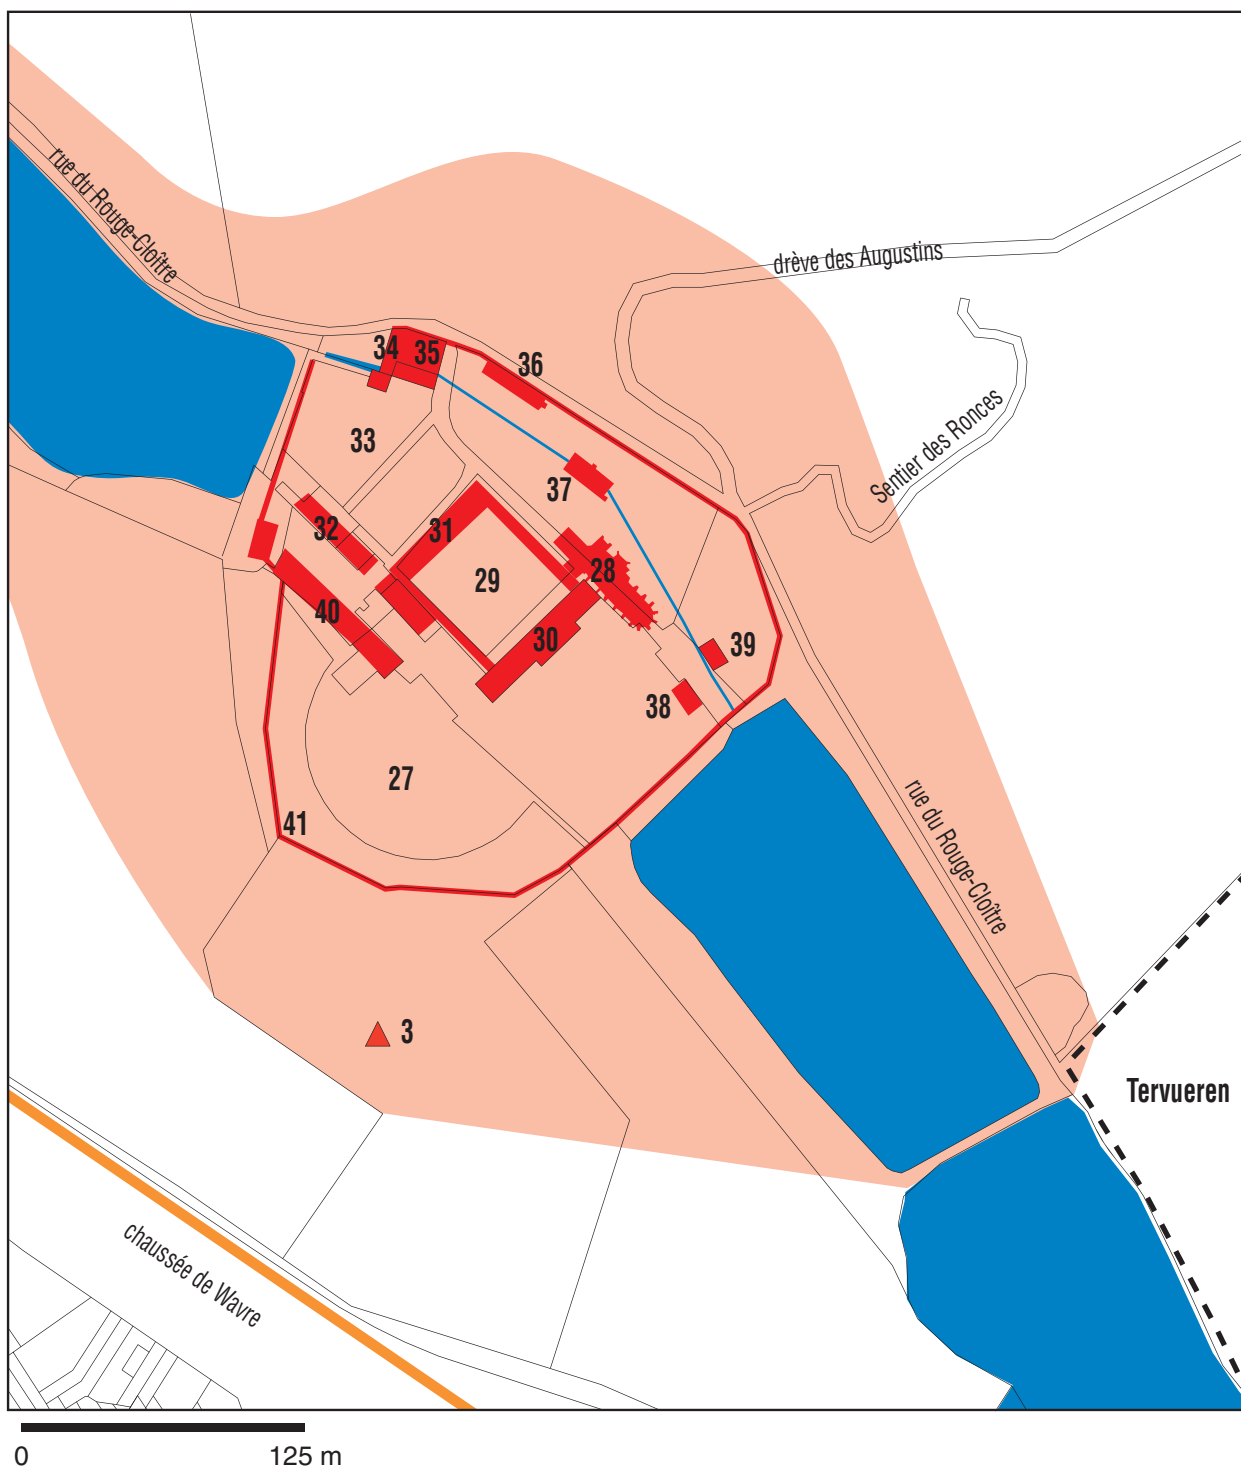 rue du Rouge-Cloître
drève des Augustins
34
35
36
Sentier des Ronces
33
37
32
31
28
29
40
30
39
38
27
rue du Rouge-Cloître
41
3
Tervueren
chaussée de Wavre
0 125 m